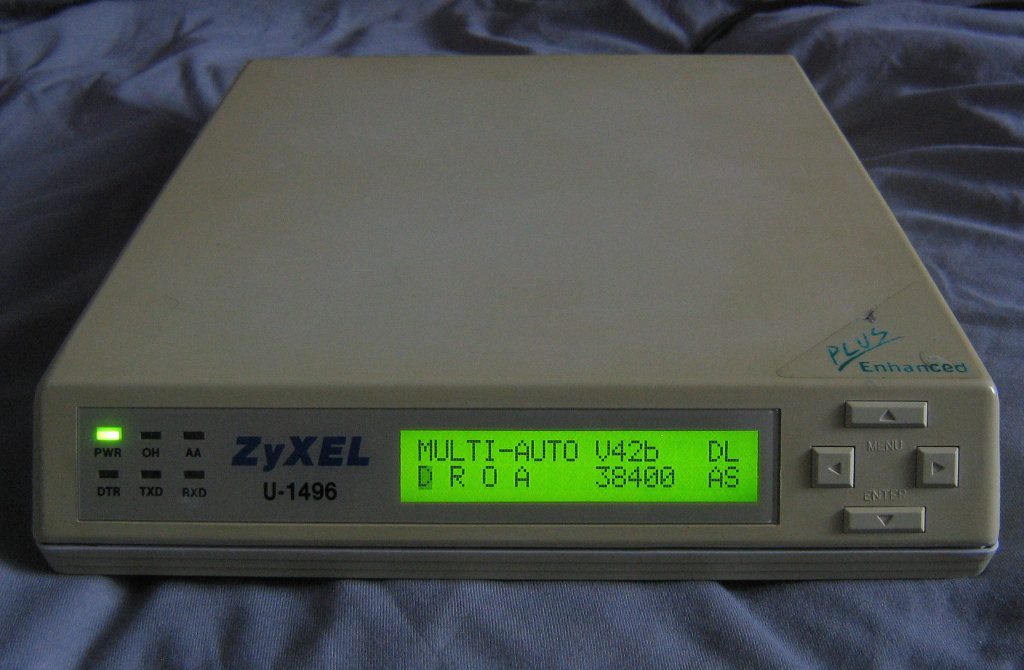 PLUS
Enhanced
PWR OH AA
DTR TXD RXD
ZyXEL
U-1496
MULTI-AUTO V42b DL
D R O A 38400 AS
MENU
ENTER